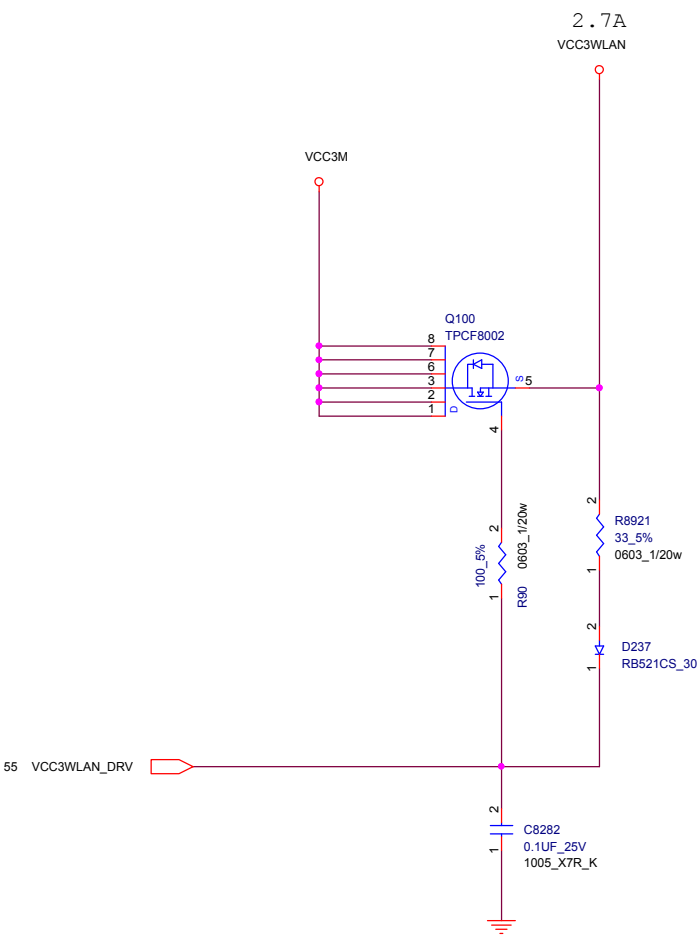 2.7A
VCC3WLAN
VCC3M
Q100
TPCF8002
8
7
6
3
2
1
D
S
5
4
2
100_5%
0603_1/20w
1
R90
2
R8921
33_5%
0603_1/20w
1
2
D237
RB521CS_30
1
55 VCC3WLAN_DRV
2
C8282
0.1UF_25V
1005_X7R_K
1